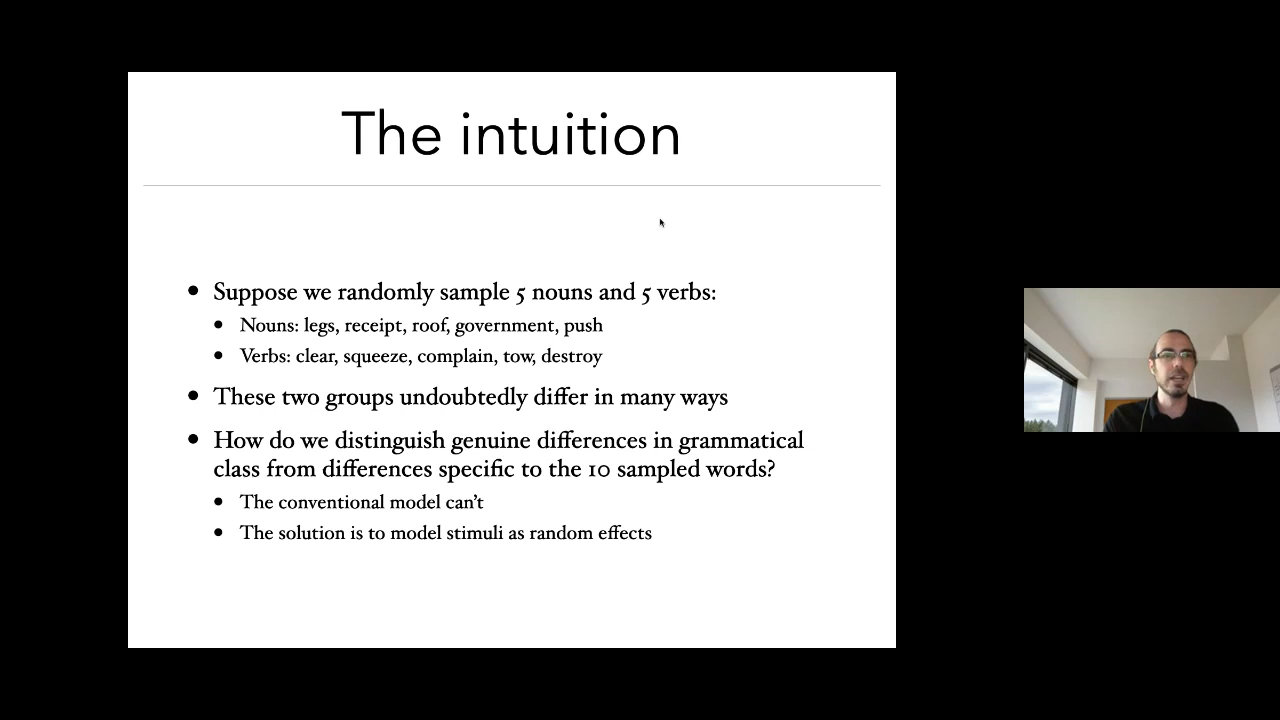 The intuition
• Suppose we randomly sample 5 nouns and 5 verbs:
• Nouns: legs, receipt, roof, government, push
• Verbs: clear, squeeze, complain, tow, destroy
• These two groups undoubtedly differ in many ways
• How do we distinguish genuine differences in grammatical
class from differences specific to the 10 sampled words?
• The conventional model can't
• The solution is to model stimuli as random effects